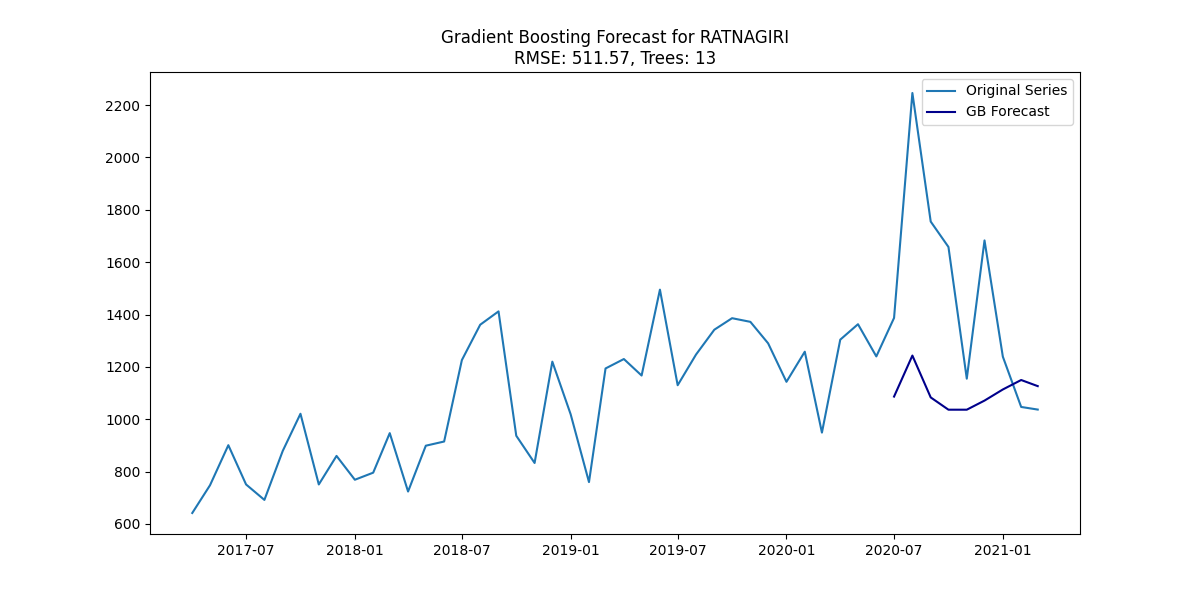 Gradient Boosting Forecast for RATNAGIRI
RMSE: 511.57, Trees: 13
Original Series
GB Forecast
2200
2000
1800
1600
1400
1200
1000
800
600
2017-07 2018-01 2018-07 2019-01 2019-07 2020-01 2020-07 2021-01